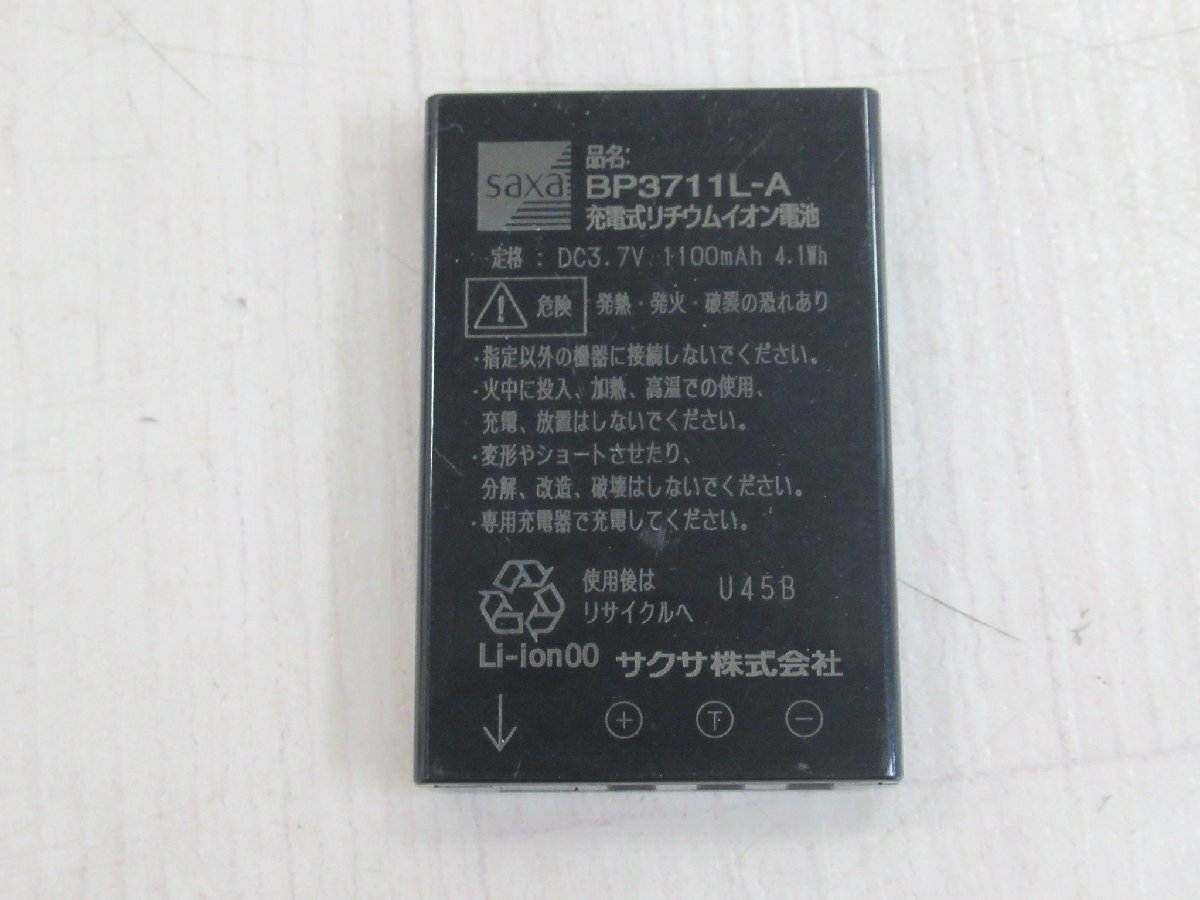 saxa
品名:
BP3711L-A
充電式リチウムイオン電池
定格 : DC3.7V 1100mAh 4.1Wh
危険 : 発熱・発火・破裂の恐れあり
・指定以外の機器に接続しないでください。
・火中に投入、加熱、高温での使用、
充電、放置はしないでください。
・変形やショートさせたり、
分解、改造、破壊はしないでください。
・専用充電器で充電してください。
使用後は
リサイクルへ
U45B
Li-ion00 サクサ株式会社
+ T −